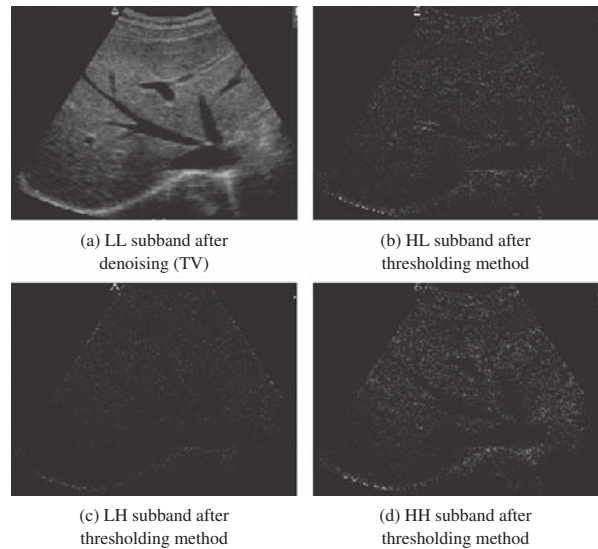 (a) LL subband after
denoising (TV)
(b) HL subband after
thresholding method
(c) LH subband after
thresholding method
(d) HH subband after
thresholding method